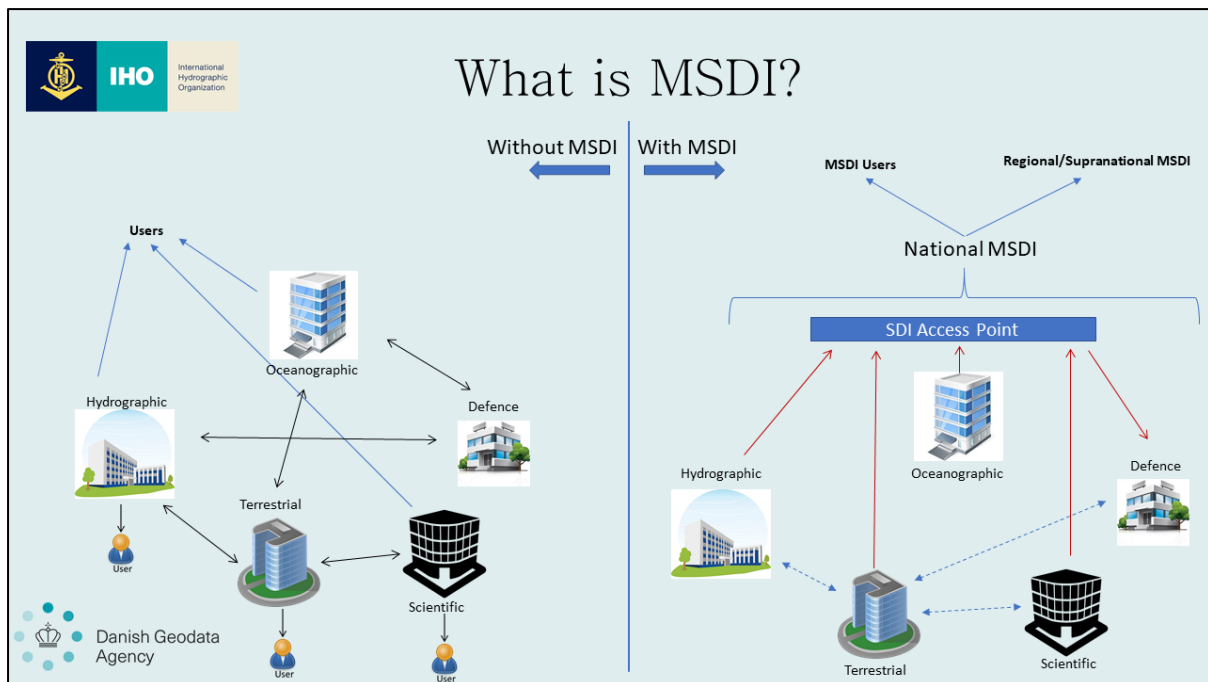 IHO
International
Hydrographic
Organization
What is MSDI?
Without MSDI
With MSDI
Users
Oceanographic
Hydrographic
Defence
Terrestrial
Scientific
User
User
User
Danish Geodata
Agency
MSDI Users
Regional/Supranational MSDI
National MSDI
SDI Access Point
Hydrographic
Oceanographic
Defence
Terrestrial
Scientific